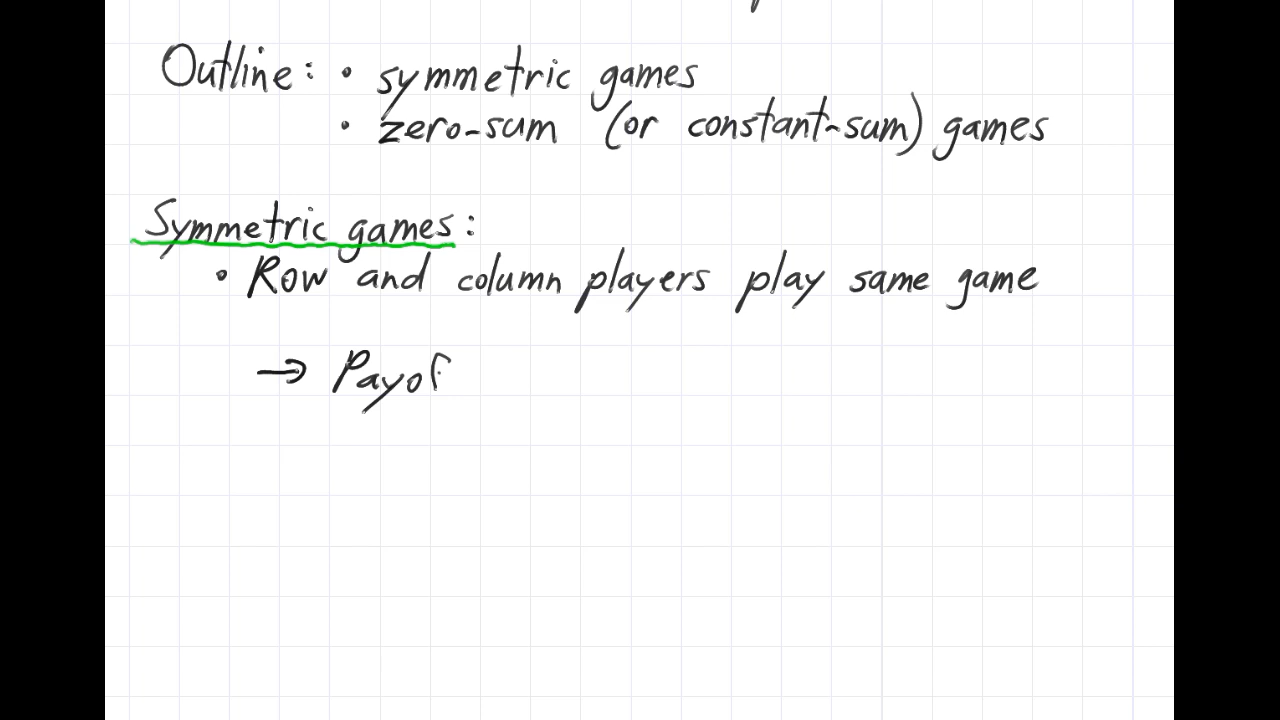 Outline: • symmetric games
• zero-sum (or constant-sum) games
Symmetric games:
• Row and column players play same game
→ Payof